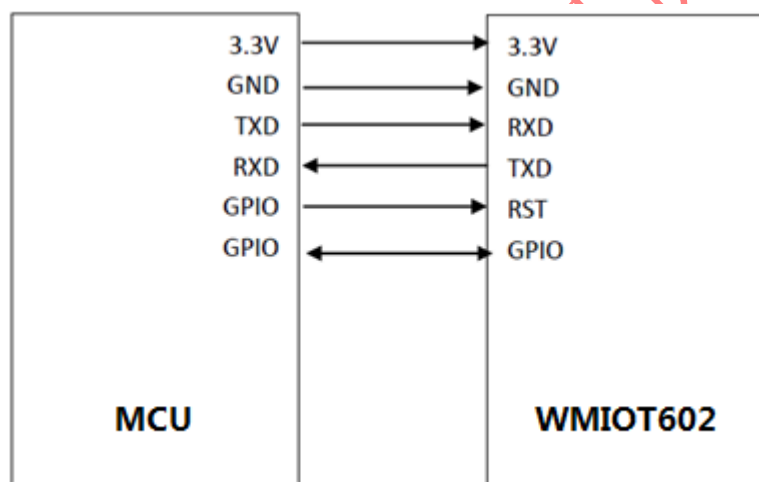 3.3V 3.3V
GND GND
TXD RXD
RXD TXD
GPIO RST
GPIO GPIO
MCU WMIOT602